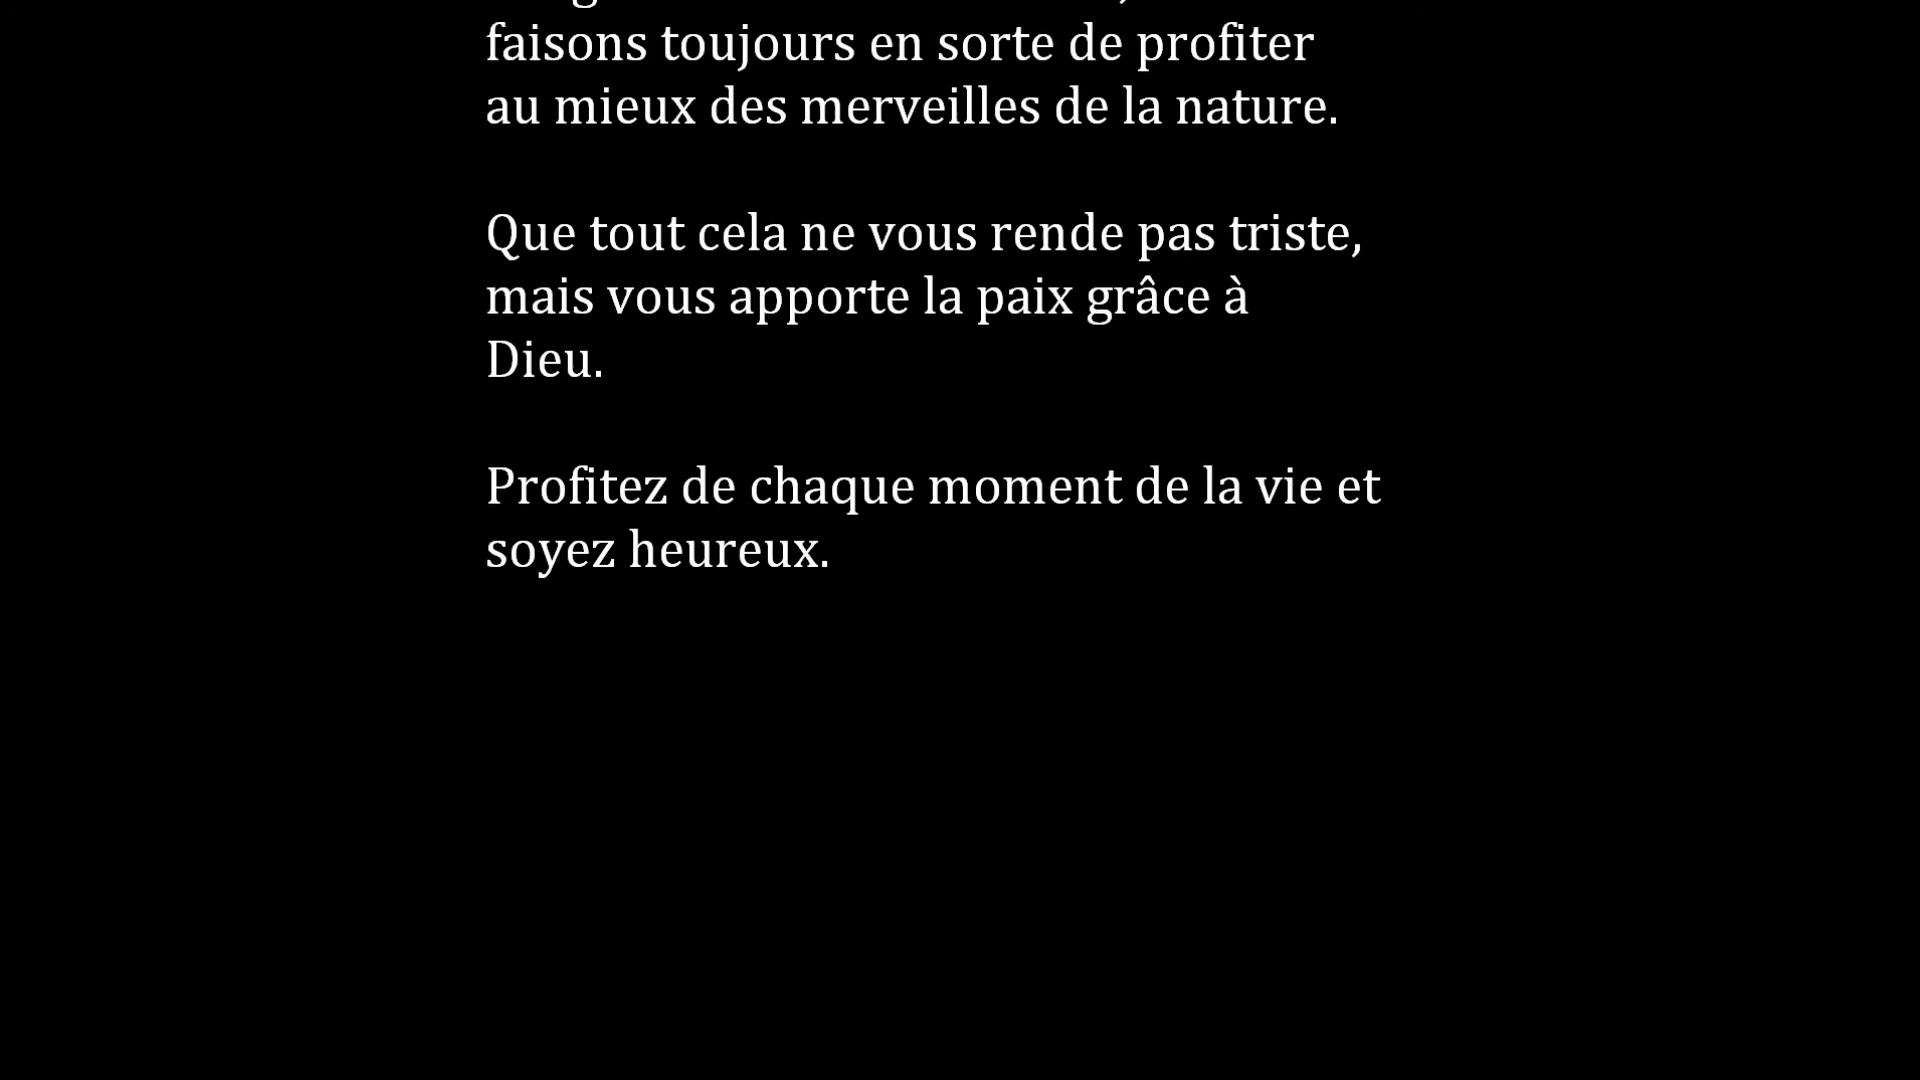 faisons toujours en sorte de profiter
au mieux des merveilles de la nature.
Que tout cela ne vous rende pas triste,
mais vous apporte la paix grâce à
Dieu.
Profitez de chaque moment de la vie et
soyez heureux.